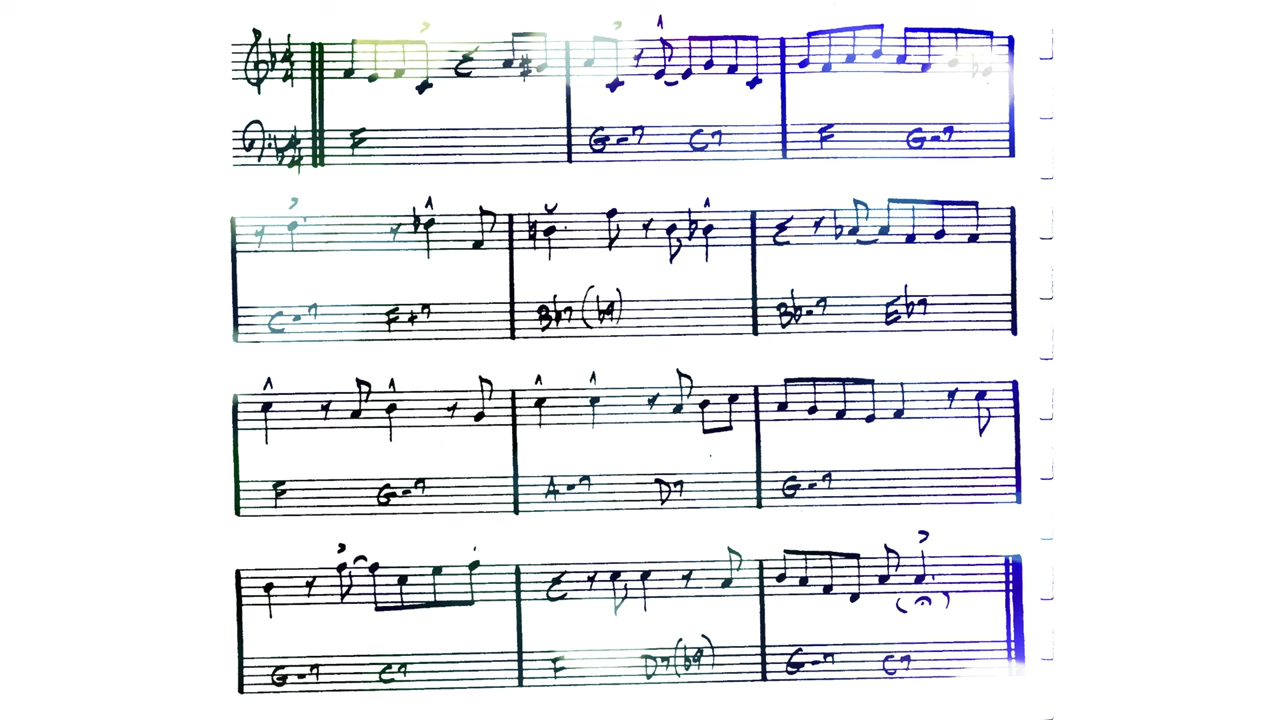 F G-7 C7 F G-7
C-7 F+7 Bb7(b9) Bb-7 Eb7
F G-7 A-7 D7 G-7
G-7 C7 F D7(b9) G-7 C7